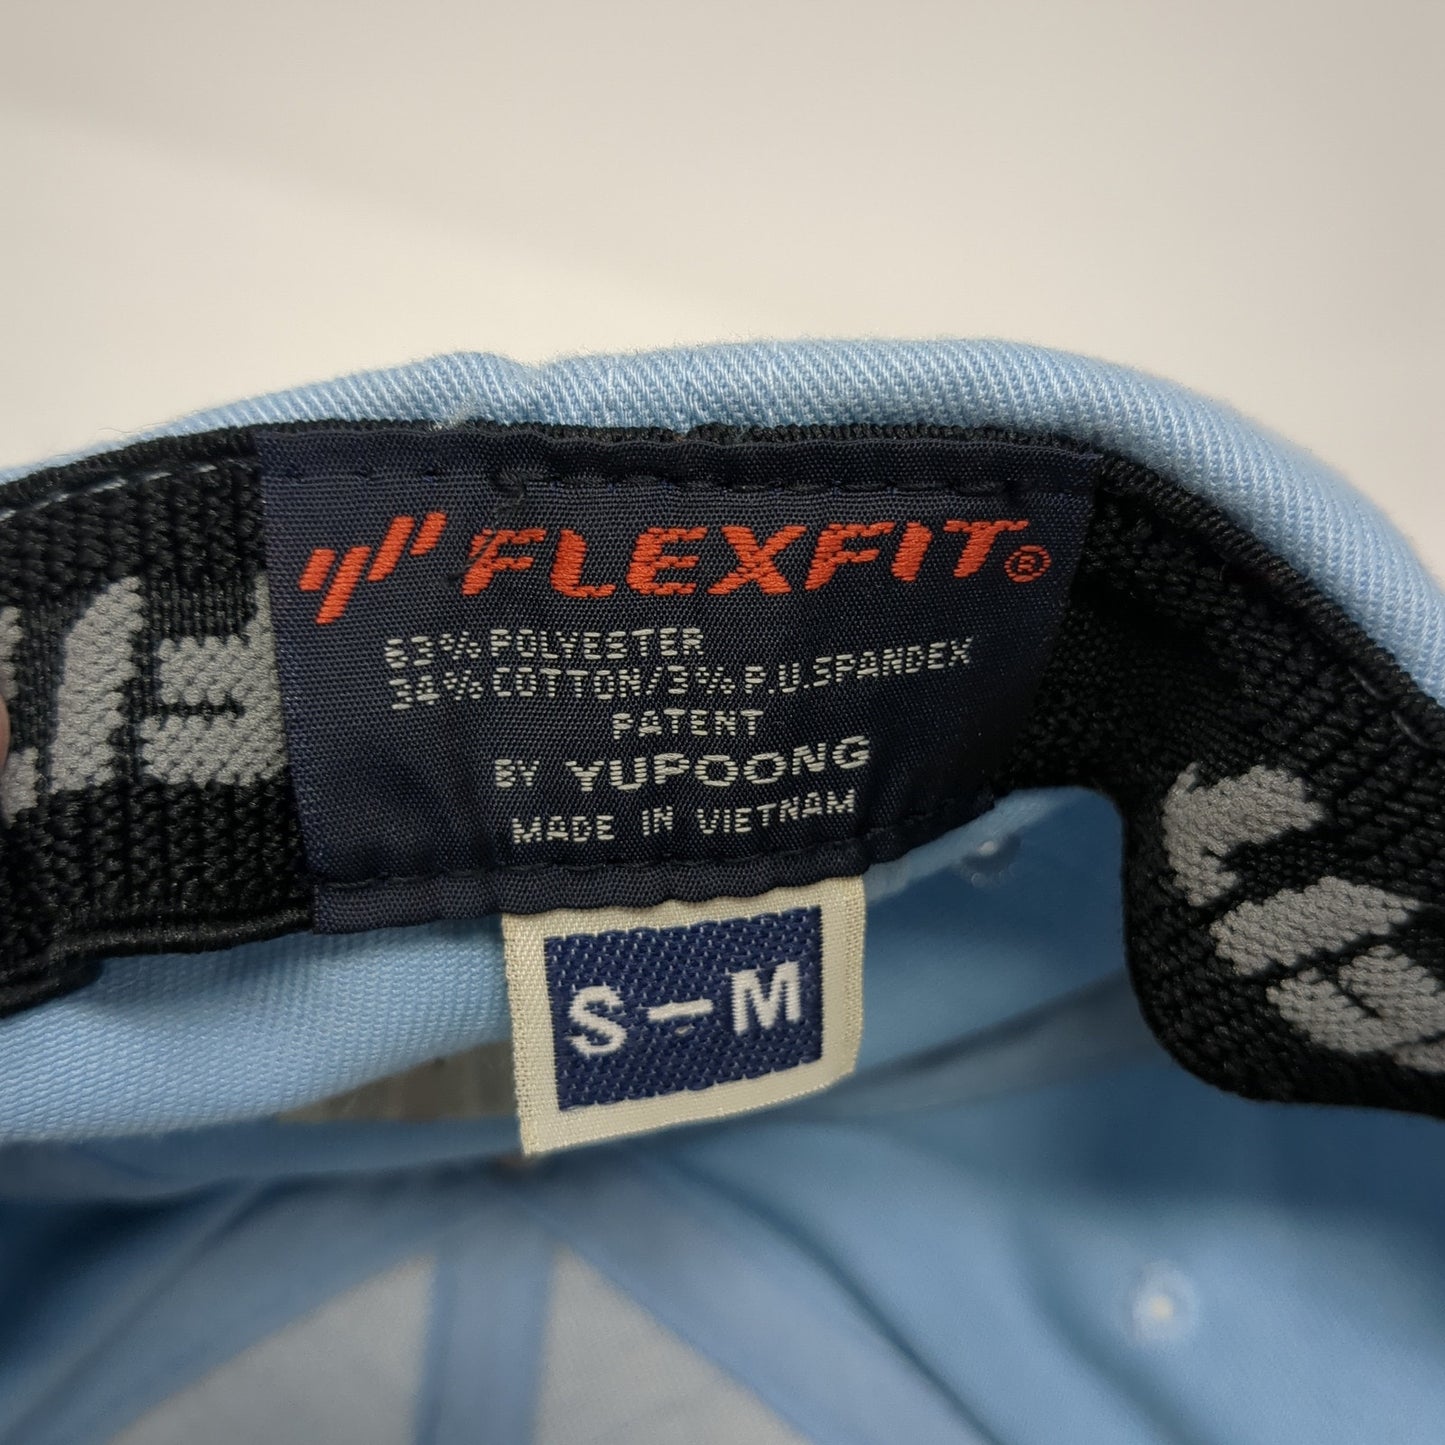 FLEXFIT®
63% POLYESTER
34% COTTON/3% P.U.SPANDEX
PATENT
BY YUPOONG
MADE IN VIETNAM
S-M